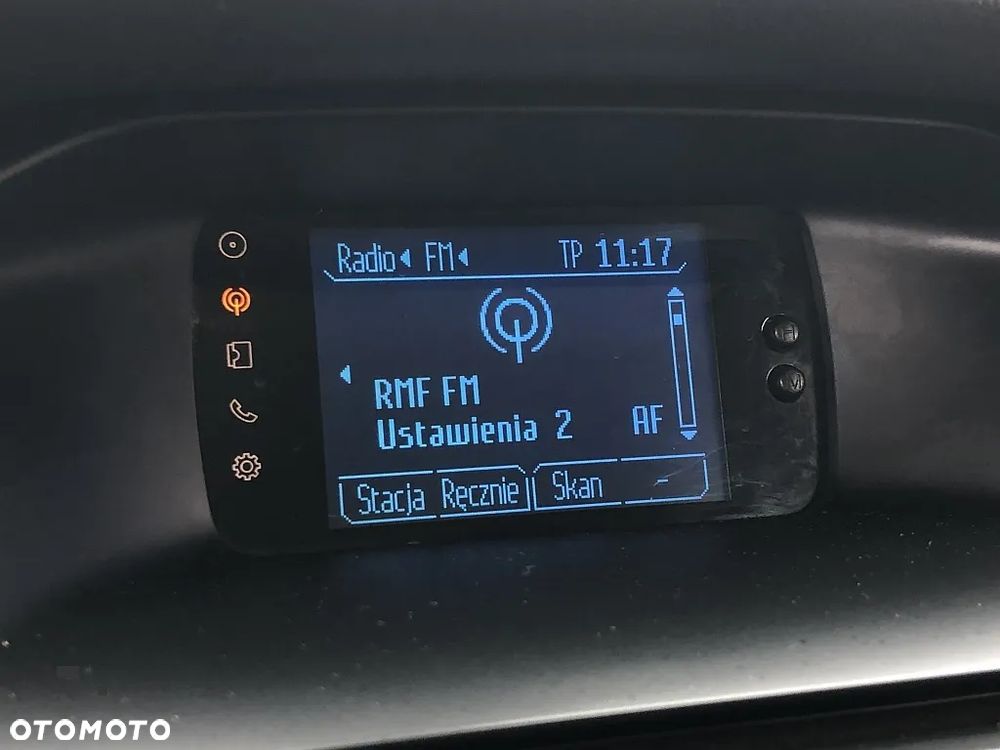 Radio FM TP 11:17
RMF FM
Ustawienia 2 AF
Stacja Ręcznie Skan -
H
M
OTOMOTO